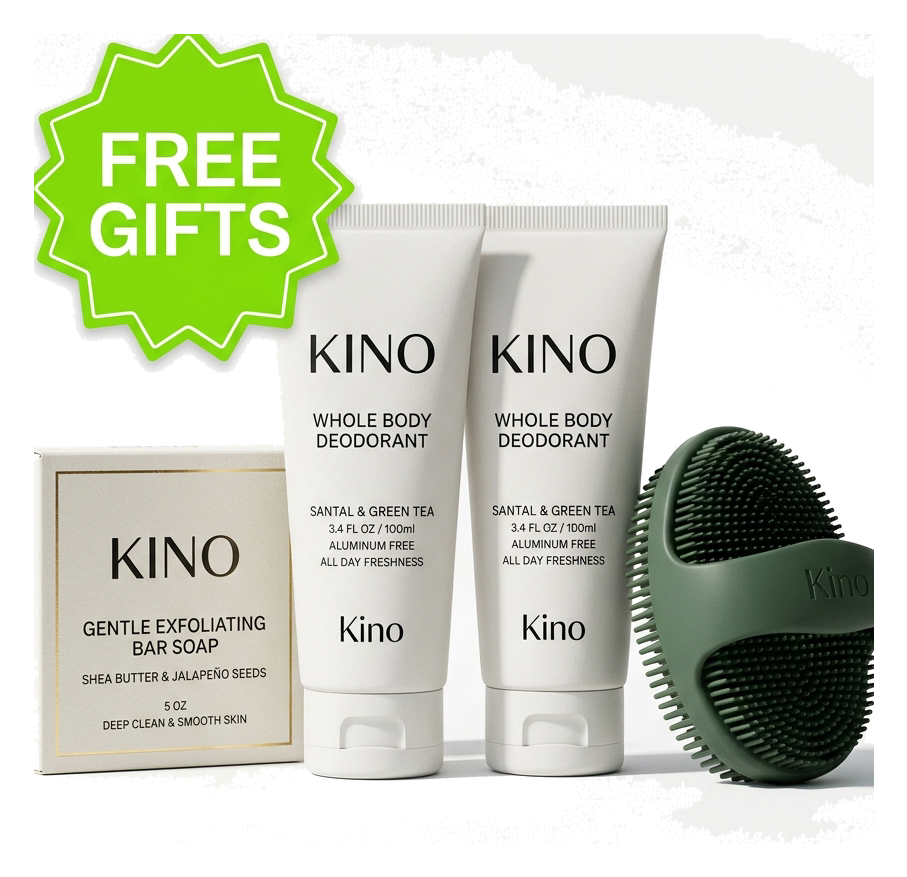 FREE
GIFTS
KINO
GENTLE EXFOLIATING
BAR SOAP
SHEA BUTTER & JALAPEÑO SEEDS
5 OZ
DEEP CLEAN & SMOOTH SKIN
KINO
WHOLE BODY
DEODORANT
SANTAL & GREEN TEA
3.4 FL OZ / 100ml
ALUMINUM FREE
ALL DAY FRESHNESS
Kino
KINO
WHOLE BODY
DEODORANT
SANTAL & GREEN TEA
3.4 FL OZ / 100ml
ALUMINUM FREE
ALL DAY FRESHNESS
Kino
Kino